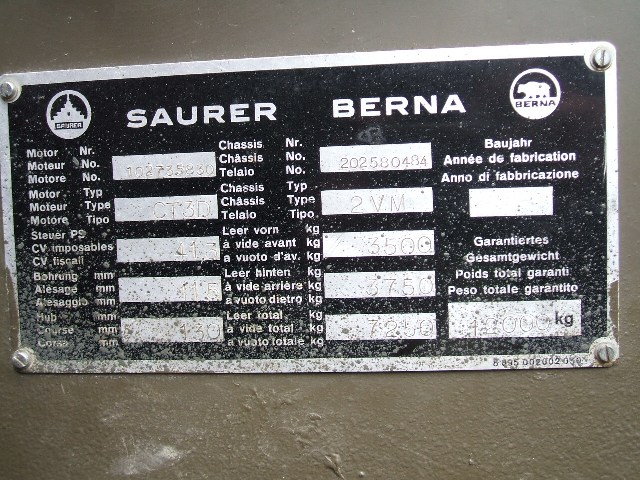 SAURER BERNA
SAURER
BERNA
Motor Nr.
Moteur No.
Motore No.
Chassis Nr.
Châssis No. 202580484
Telaio No.
Baujahr
Année de fabrication
Anno di fabbricazione
Motor Typ
Moteur Type CT3D
Motore Tipo
Chassis Typ
Châssis Type 2VM
Telaio Tipo
Steuer PS
CV imposables
CV fiscali
Leer vorn kg
à vide avant kg 3500
a vuoto d'av. kg
Garantiertes
Gesamtgewicht
Poids total garanti
Peso totale garantito
kg
Bohrung mm
Alésage mm 115
Alesaggio mm
Leer hinten kg
à vide arrière kg 3750
a vuoto dietro kg
Hub mm
Course mm 130
Corsa mm
Leer total kg
à vide total kg 7250
a vuoto totale kg